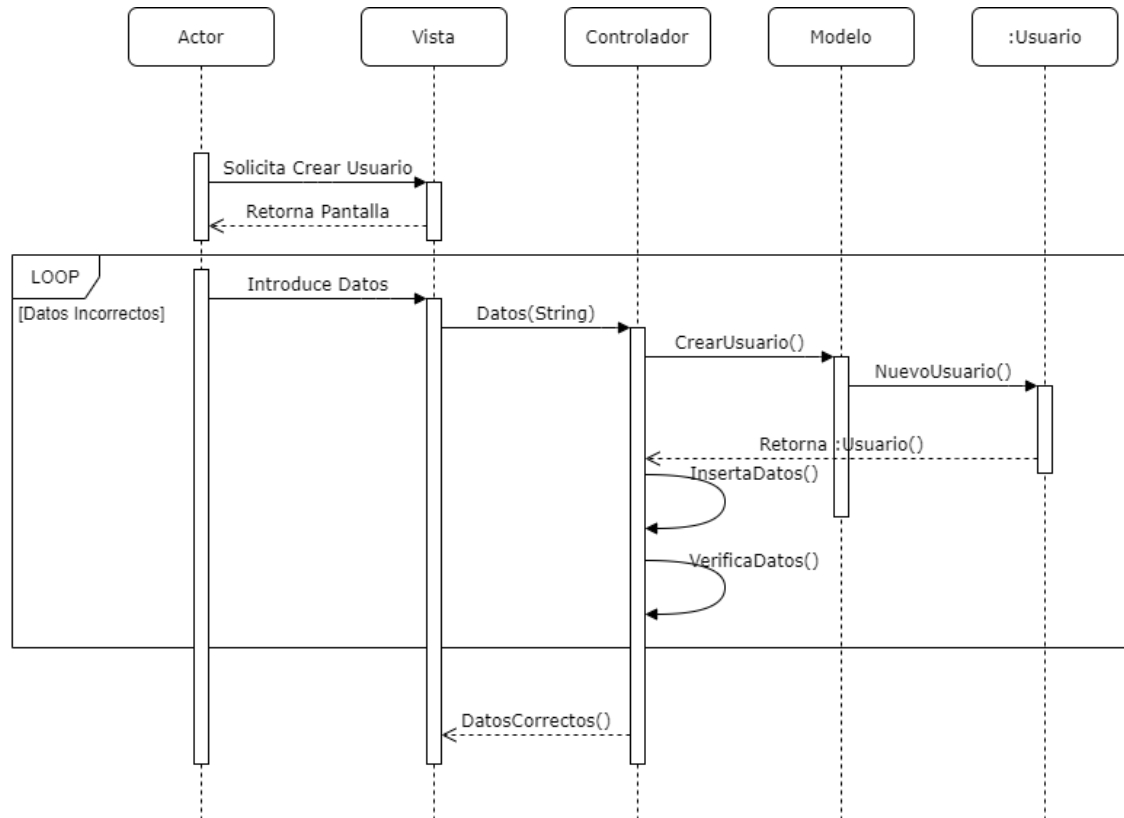 Actor
Vista
Controlador
Modelo
:Usuario
Solicita Crear Usuario
Retorna Pantalla
LOOP
[Datos Incorrectos]
Introduce Datos
Datos(String)
CrearUsuario()
NuevoUsuario()
Retorna :Usuario()
InsertaDatos()
VerificaDatos()
DatosCorrectos()